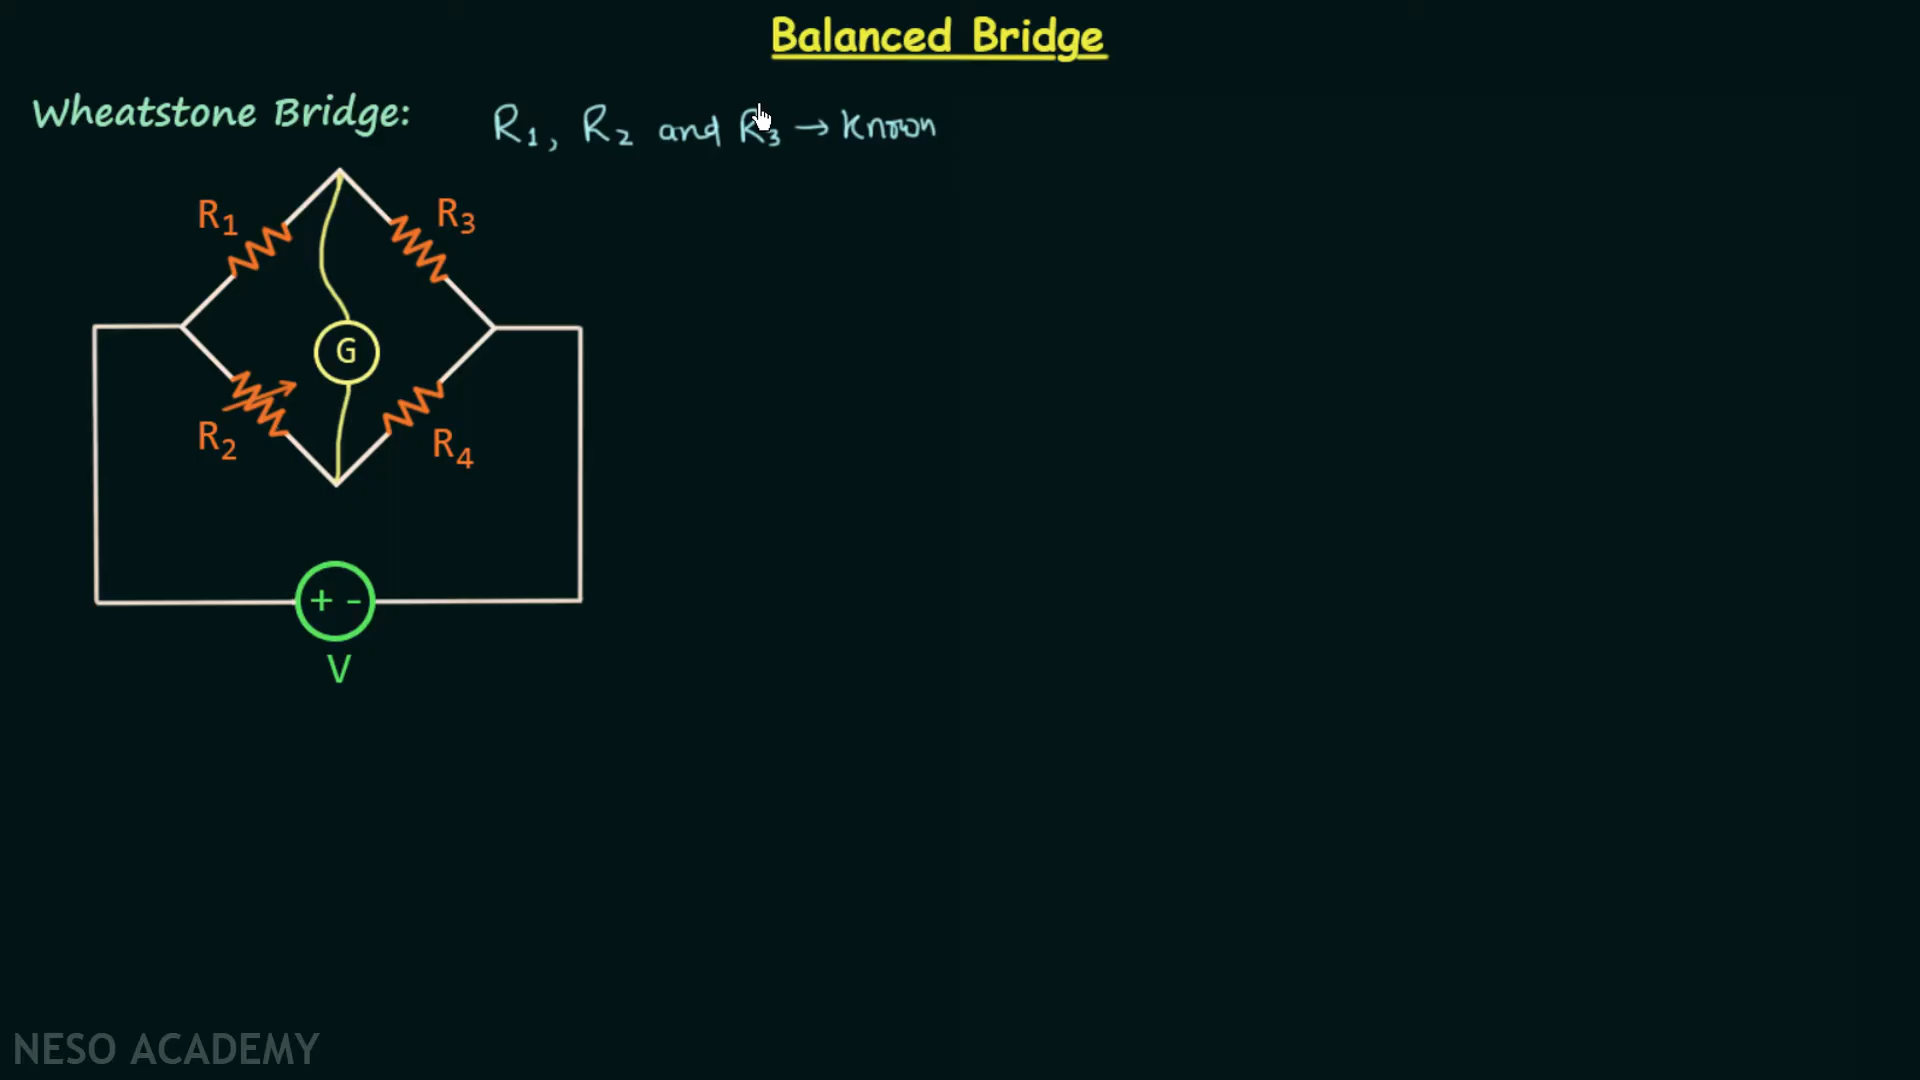 Balanced Bridge
Wheatstone Bridge:
R1, R2 and R3 → Known
R1
R3
G
R2
R4
+ -
V
NESO ACADEMY